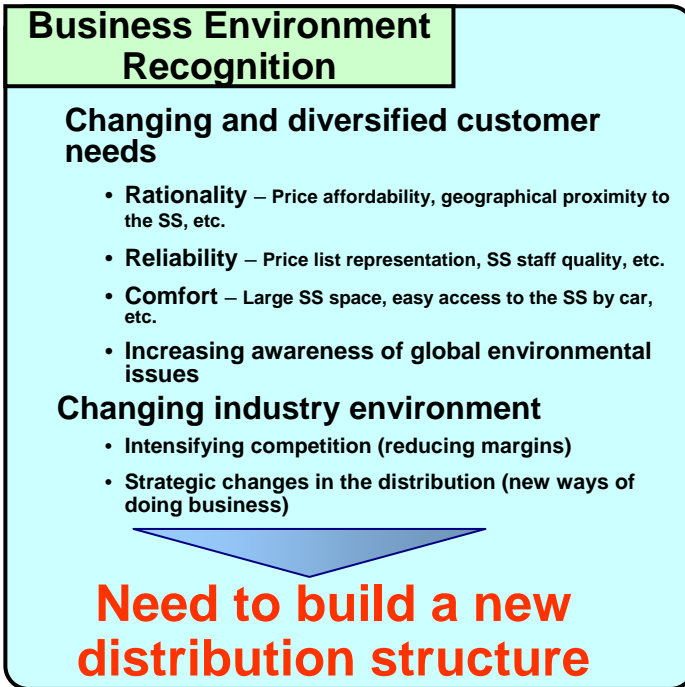 Business Environment
Recognition
Changing and diversified customer
needs
• Rationality – Price affordability, geographical proximity to
the SS, etc.
• Reliability – Price list representation, SS staff quality, etc.
• Comfort – Large SS space, easy access to the SS by car,
etc.
• Increasing awareness of global environmental
issues
Changing industry environment
• Intensifying competition (reducing margins)
• Strategic changes in the distribution (new ways of
doing business)
Need to build a new
distribution structure